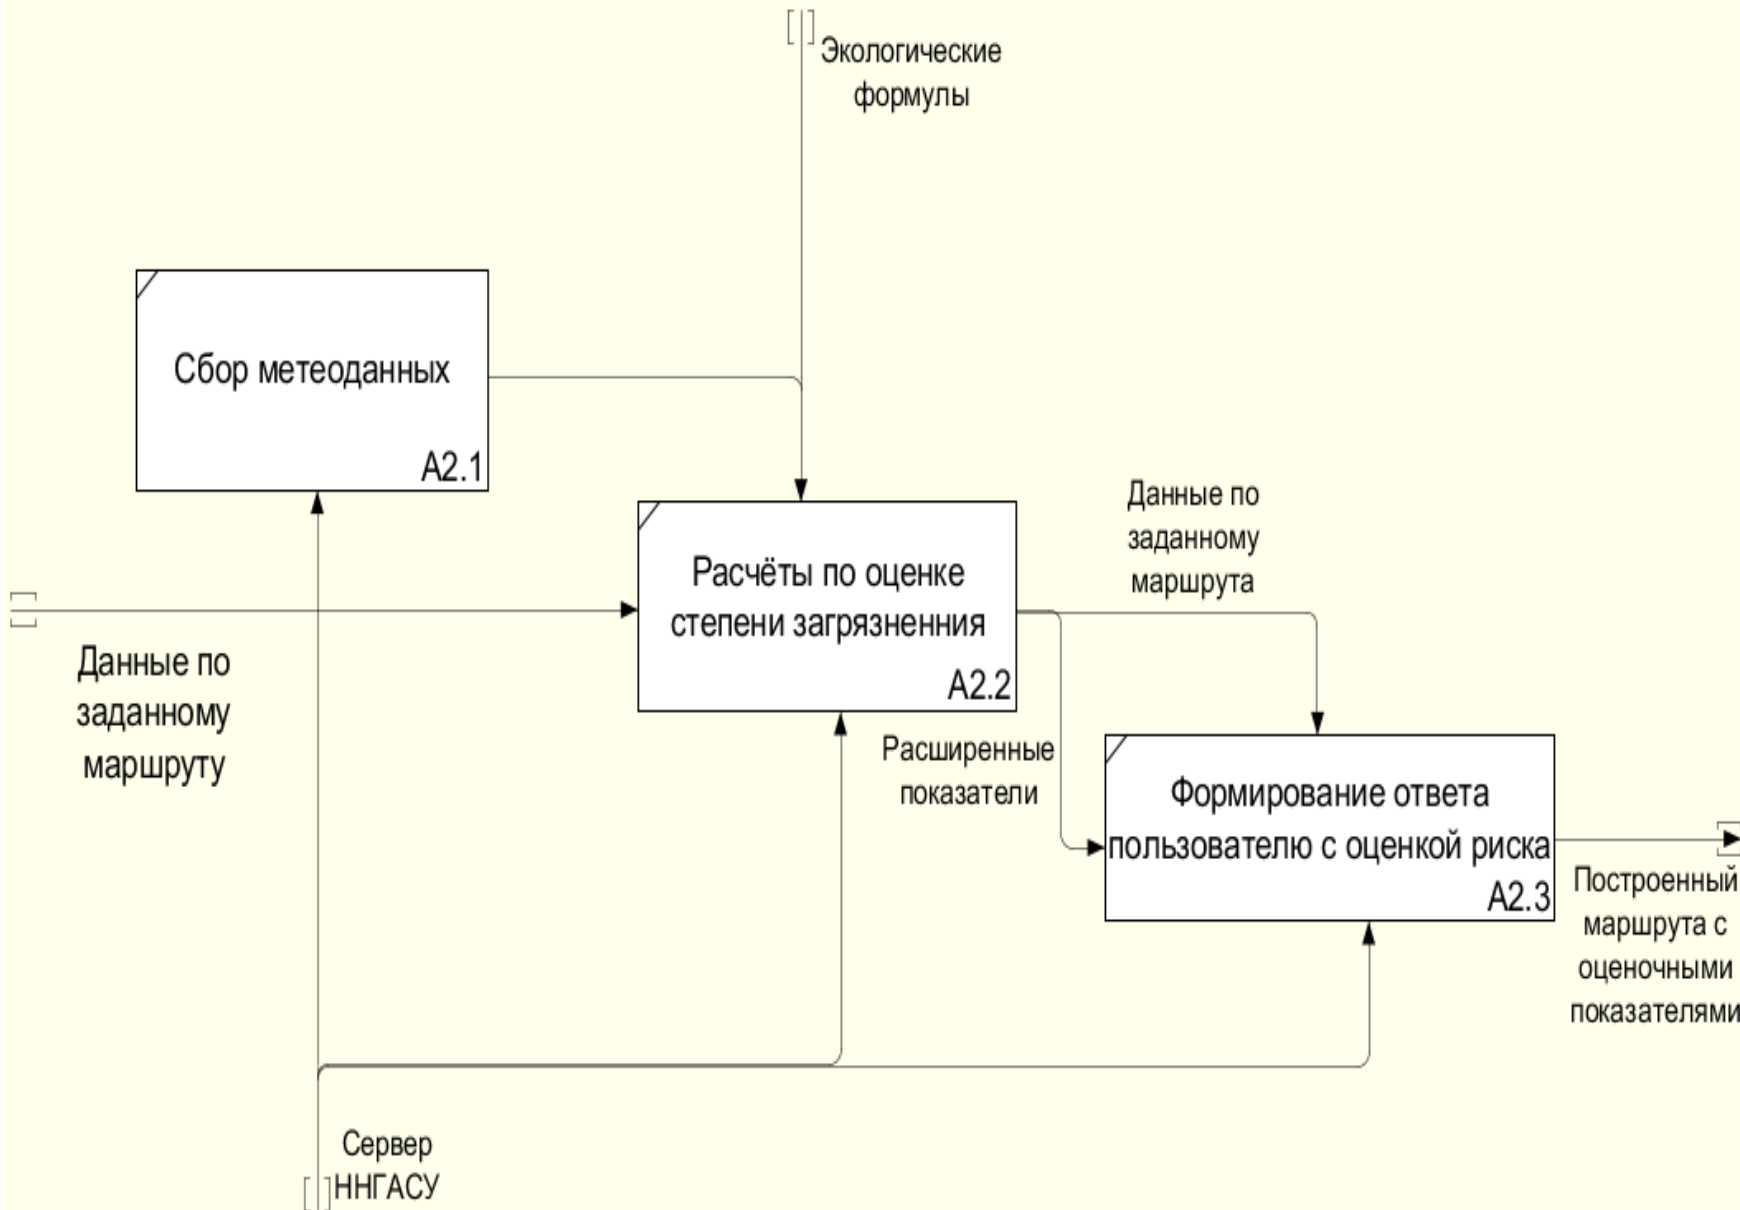 Экологические
формулы
Сбор метеоданных
A2.1
Данные по
заданному
маршруту
Расчёты по оценке
степени загрязненния
A2.2
Данные по
заданному
маршрута
Расширенные
показатели
Формирование ответа
пользователю с оценкой риска
A2.3
Построенный
маршрута с
оценочными
показателями
Сервер
ННГАСУ